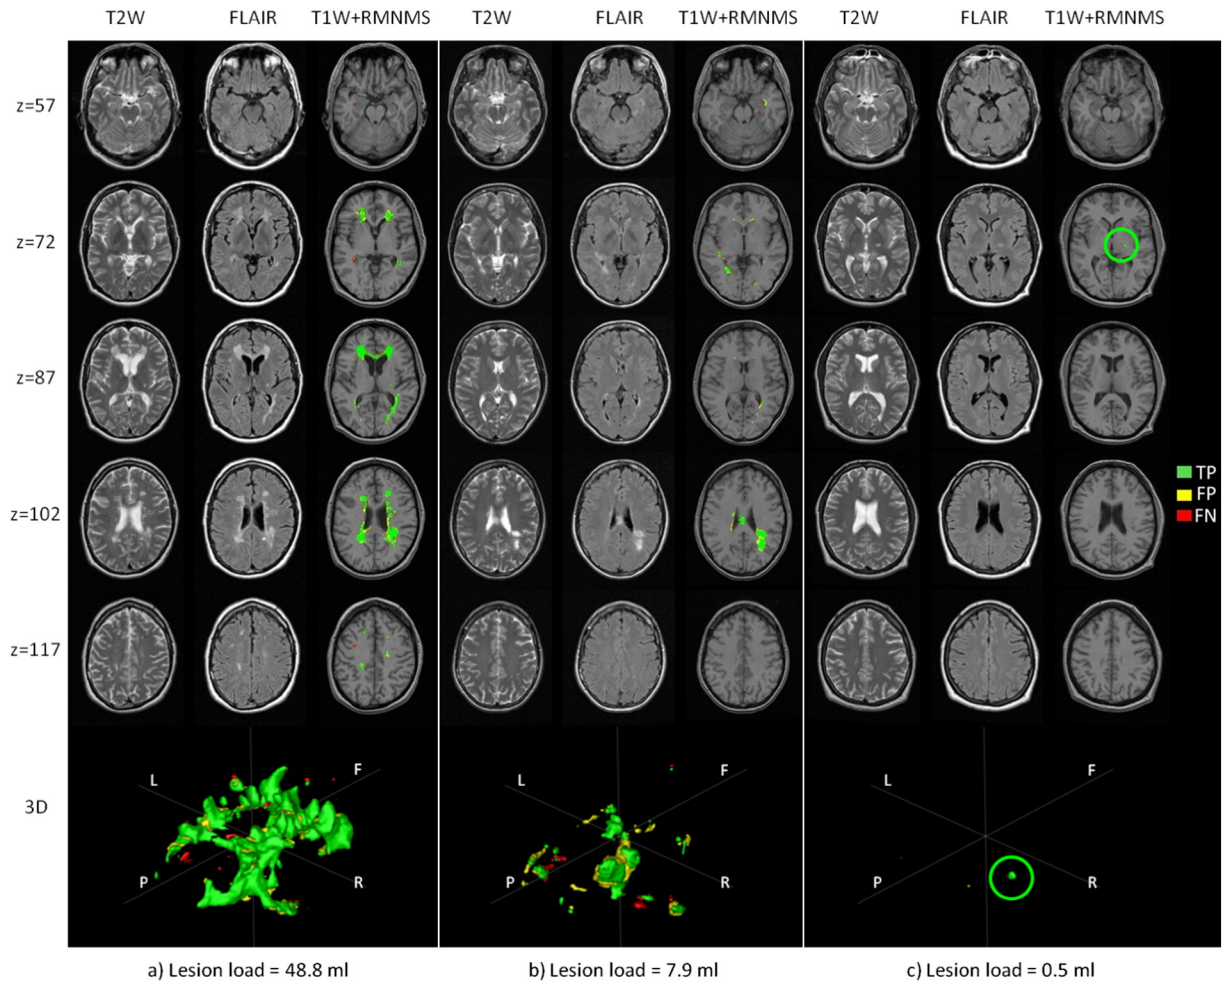 T2W FLAIR T1W+RMNMS T2W FLAIR T1W+RMNMS T2W FLAIR T1W+RMNMS
z=57
z=72
z=87
z=102
TP
FP
FN
z=117
3D
L F P R
L F P R
L F P R
a) Lesion load = 48.8 ml b) Lesion load = 7.9 ml c) Lesion load = 0.5 ml